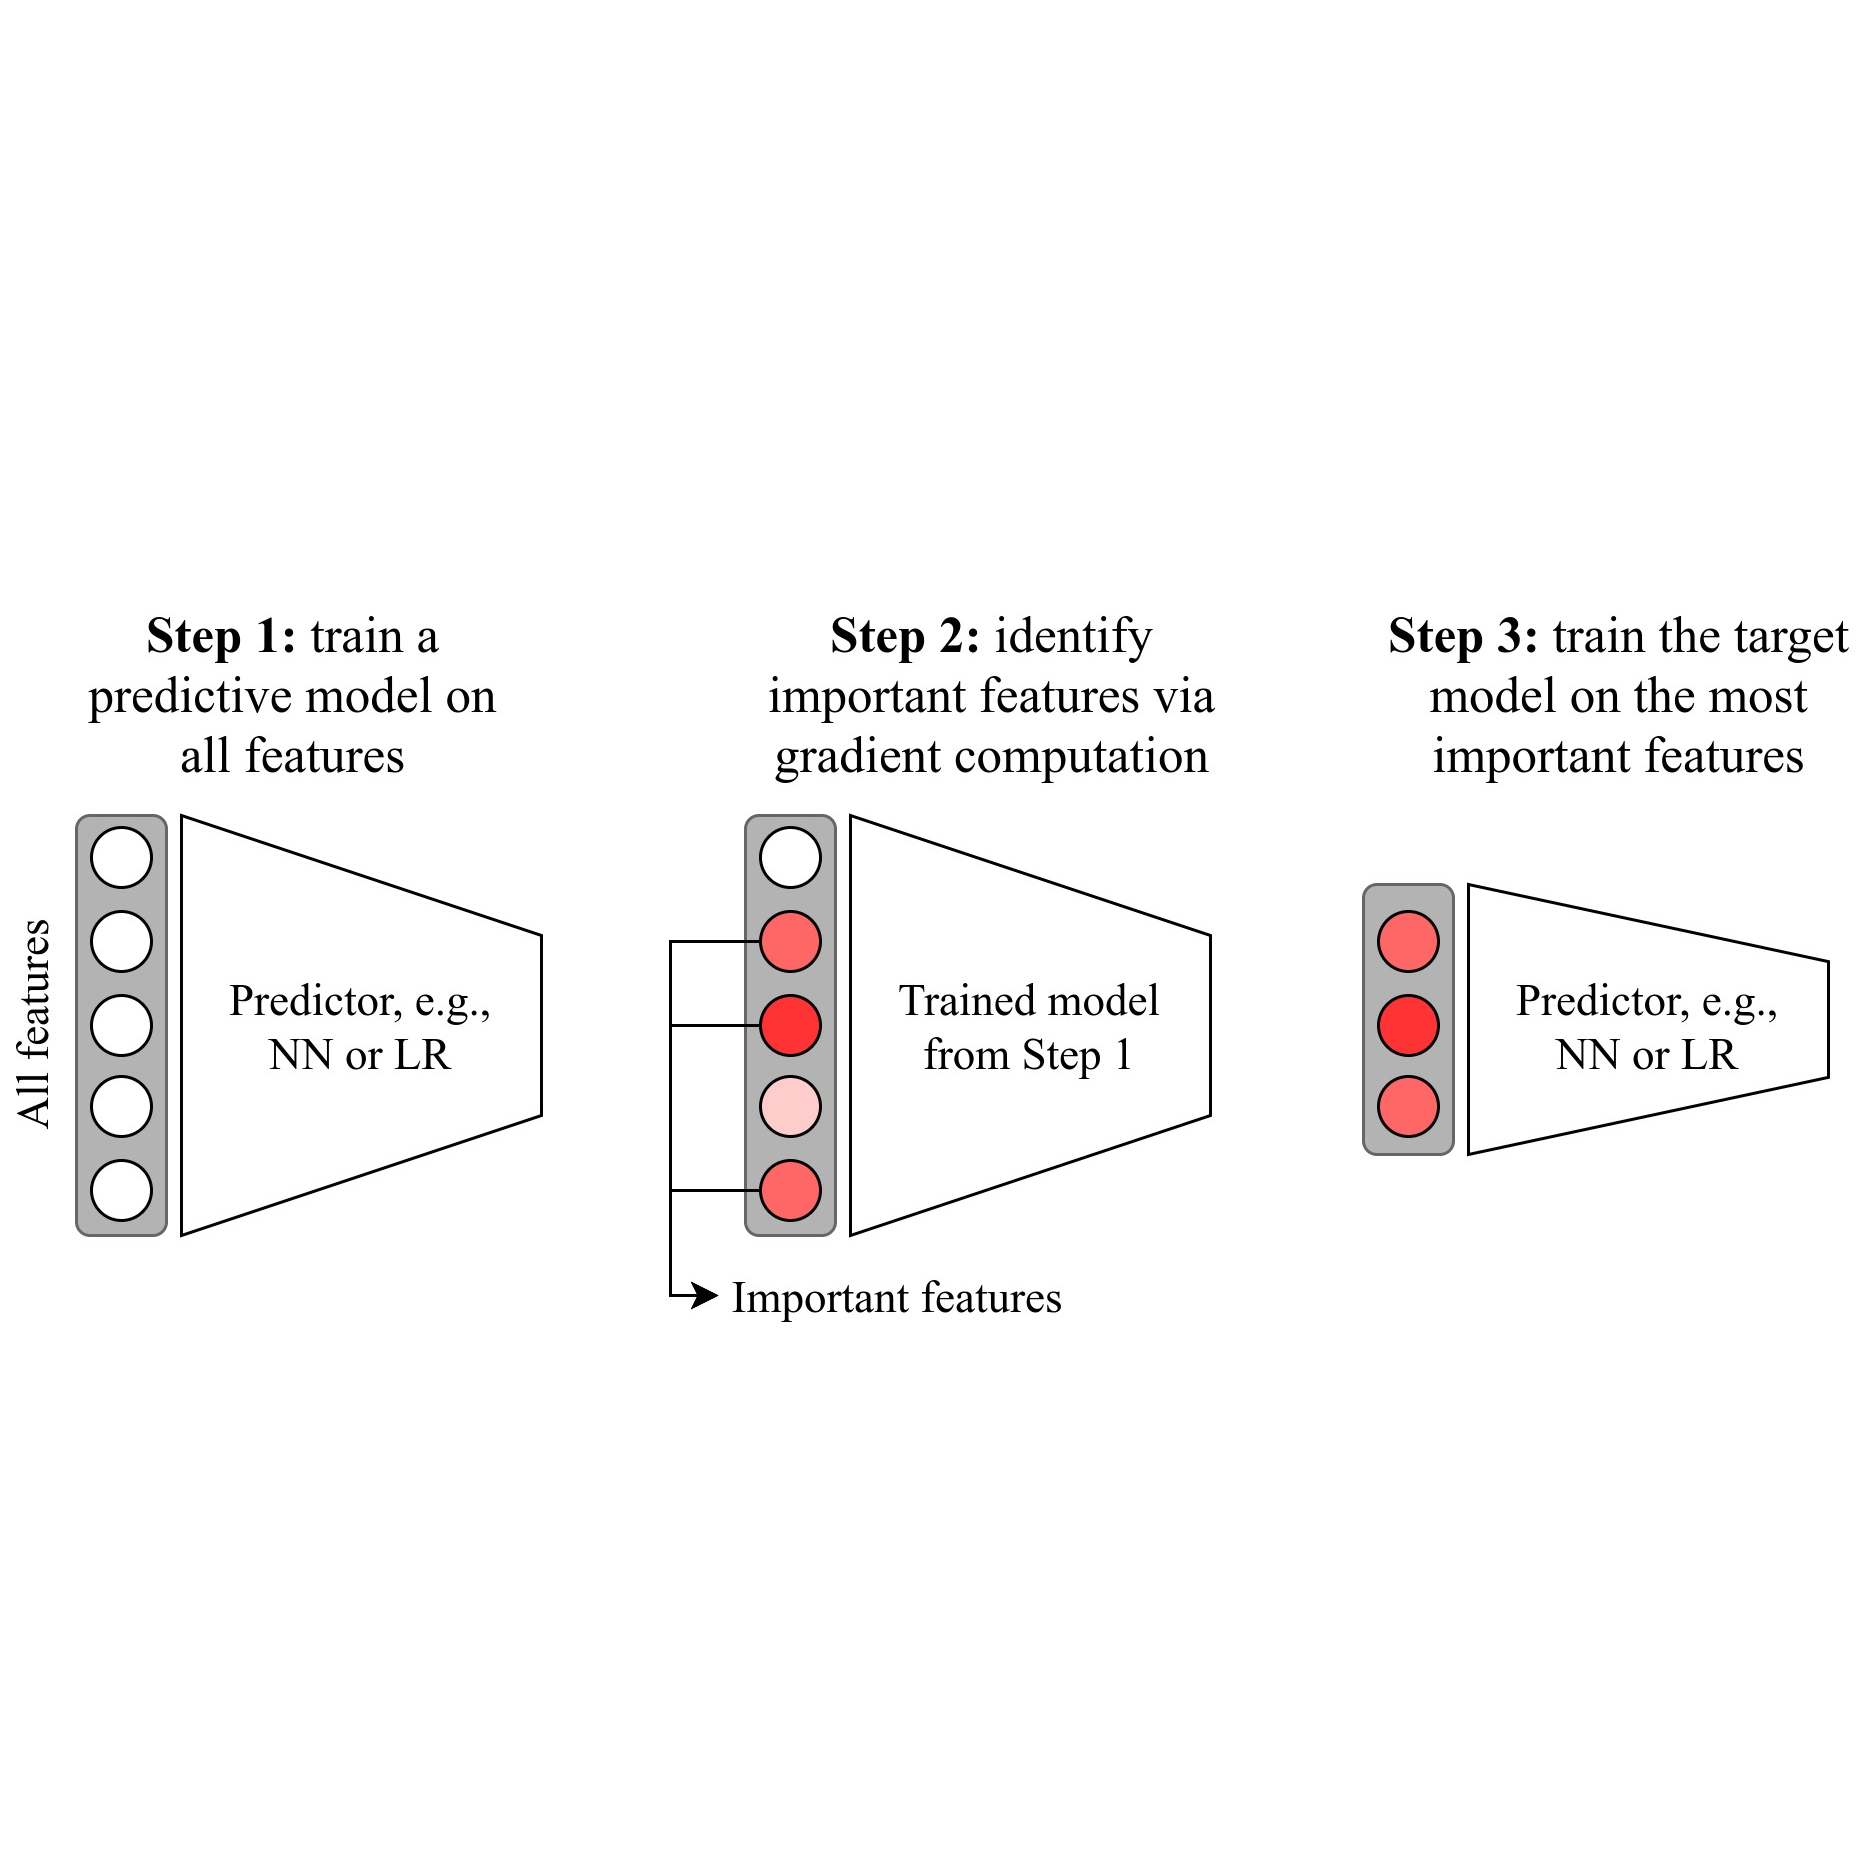 Step 1: train a
predictive model on
all features
All features
Predictor, e.g.,
NN or LR
Step 2: identify
important features via
gradient computation
Trained model
from Step 1
Important features
Step 3: train the target
model on the most
important features
Predictor, e.g.,
NN or LR